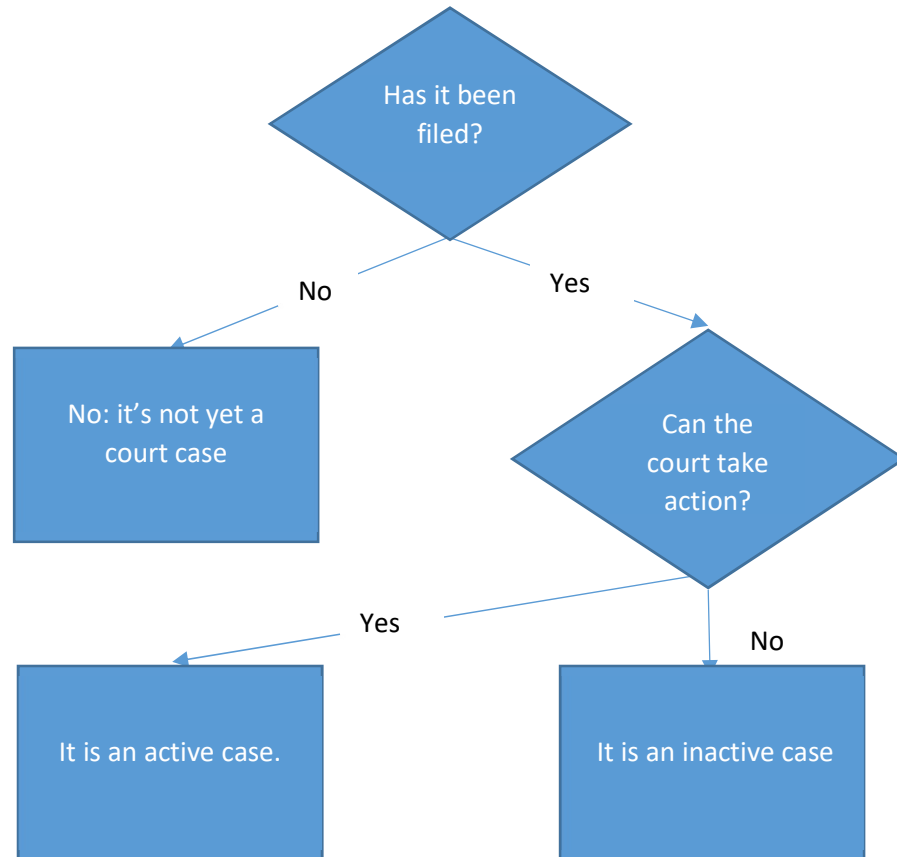 Has it been
filed?
No
Yes
No: it’s not yet a
court case
Can the
court take
action?
Yes
No
It is an active case.
It is an inactive case